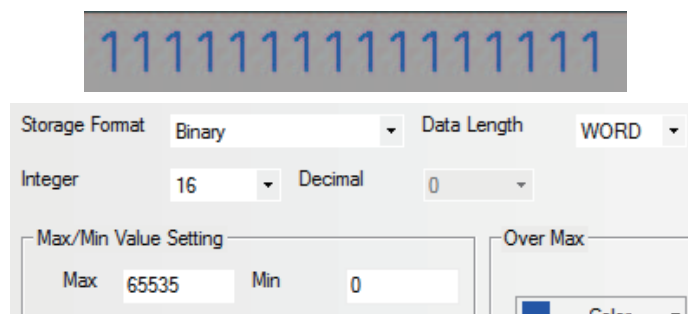 1111111111111111
Storage Format Binary Data Length WORD
Integer 16 Decimal 0
Max/Min Value Setting Over Max
Max 65535 Min 0
Color